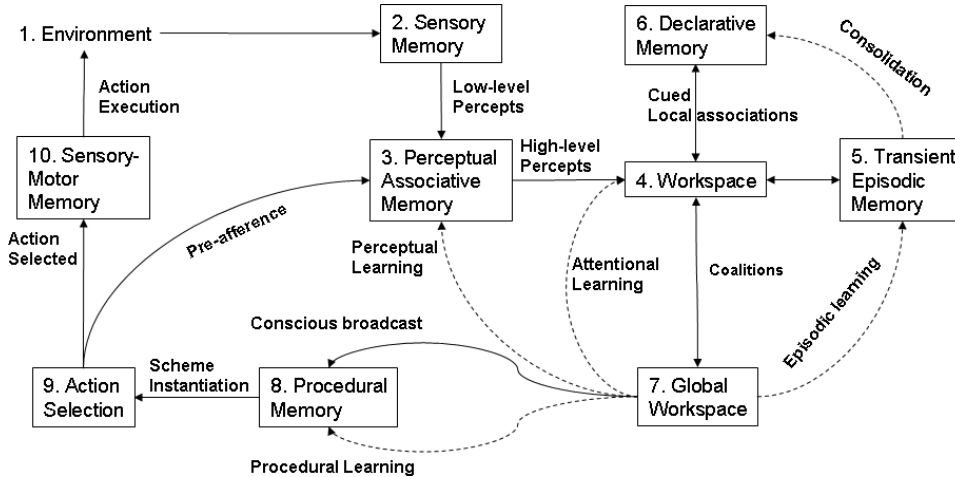 1. Environment
2. Sensory
Memory
6. Declarative
Memory
Consolidation
Action
Execution
Low-level
Percepts
Cued
Local associations
10. Sensory-
Motor
Memory
3. Perceptual
Associative
Memory
High-level
Percepts
4. Workspace
5. Transient
Episodic
Memory
Action
Selected
Pre-afference
Perceptual
Learning
Attentional
Learning
Coalitions
Episodic learning
Conscious broadcast
9. Action
Selection
Scheme
Instantiation
8. Procedural
Memory
7. Global
Workspace
Procedural Learning